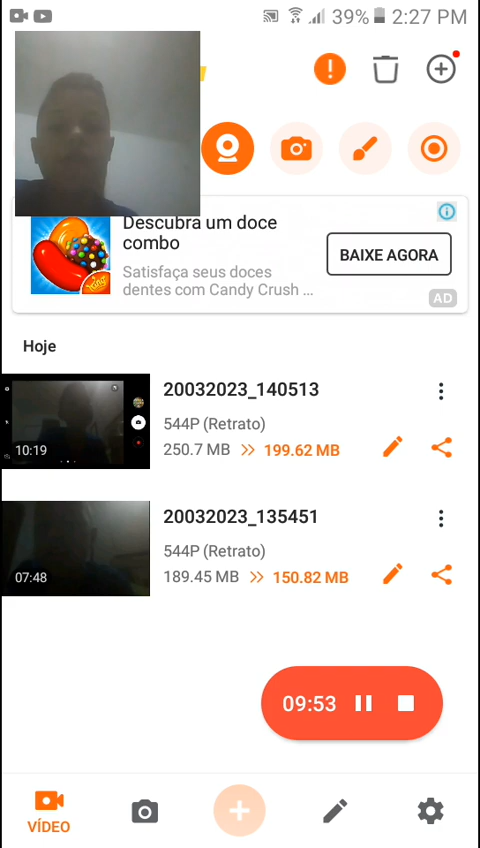 39% 2:27 PM
Descubra um doce
combo
Satisfaça seus doces
dentes com Candy Crush ...
BAIXE AGORA
AD
King
Hoje
20032023_140513
544P (Retrato)
250.7 MB >> 199.62 MB
10:19
20032023_135451
544P (Retrato)
189.45 MB >> 150.82 MB
07:48
09:53
VÍDEO